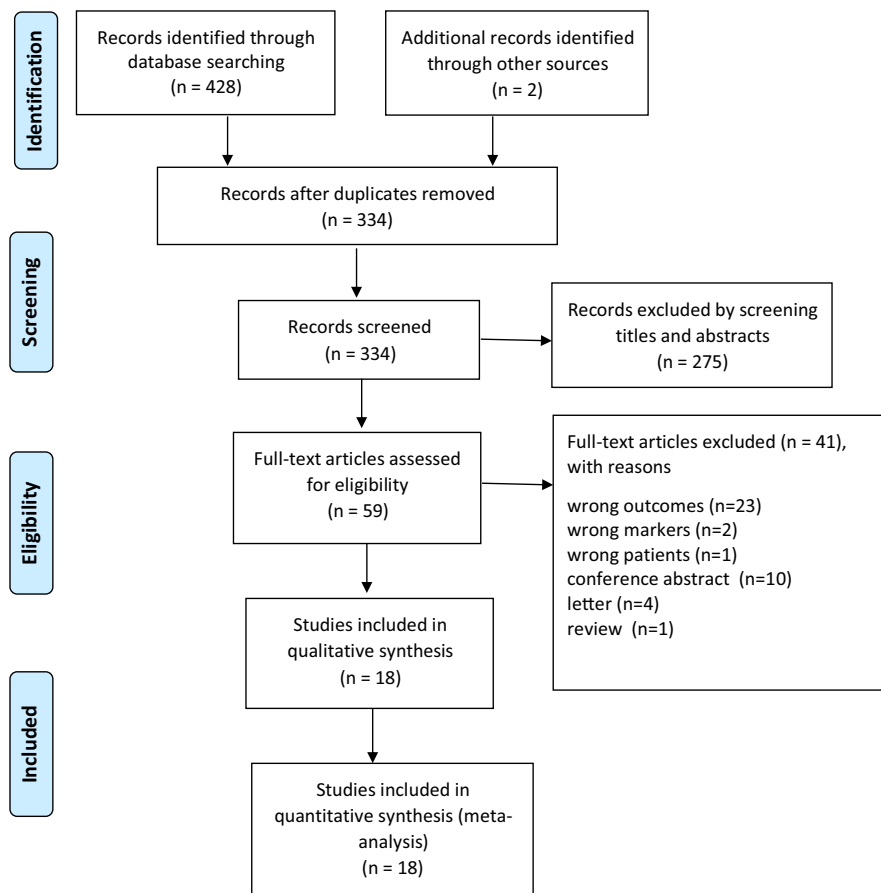 Identification
Records identified through
database searching
(n = 428)
Additional records identified
through other sources
(n = 2)
Records after duplicates removed
(n = 334)
Screening
Records screened
(n = 334)
Records excluded by screening
titles and abstracts
(n = 275)
Eligibility
Full-text articles assessed
for eligibility
(n = 59)
Full-text articles excluded (n = 41),
with reasons
wrong outcomes (n=23)
wrong markers (n=2)
wrong patients (n=1)
conference abstract (n=10)
letter (n=4)
review (n=1)
Studies included in
qualitative synthesis
(n = 18)
Included
Studies included in
quantitative synthesis (meta-
analysis)
(n = 18)